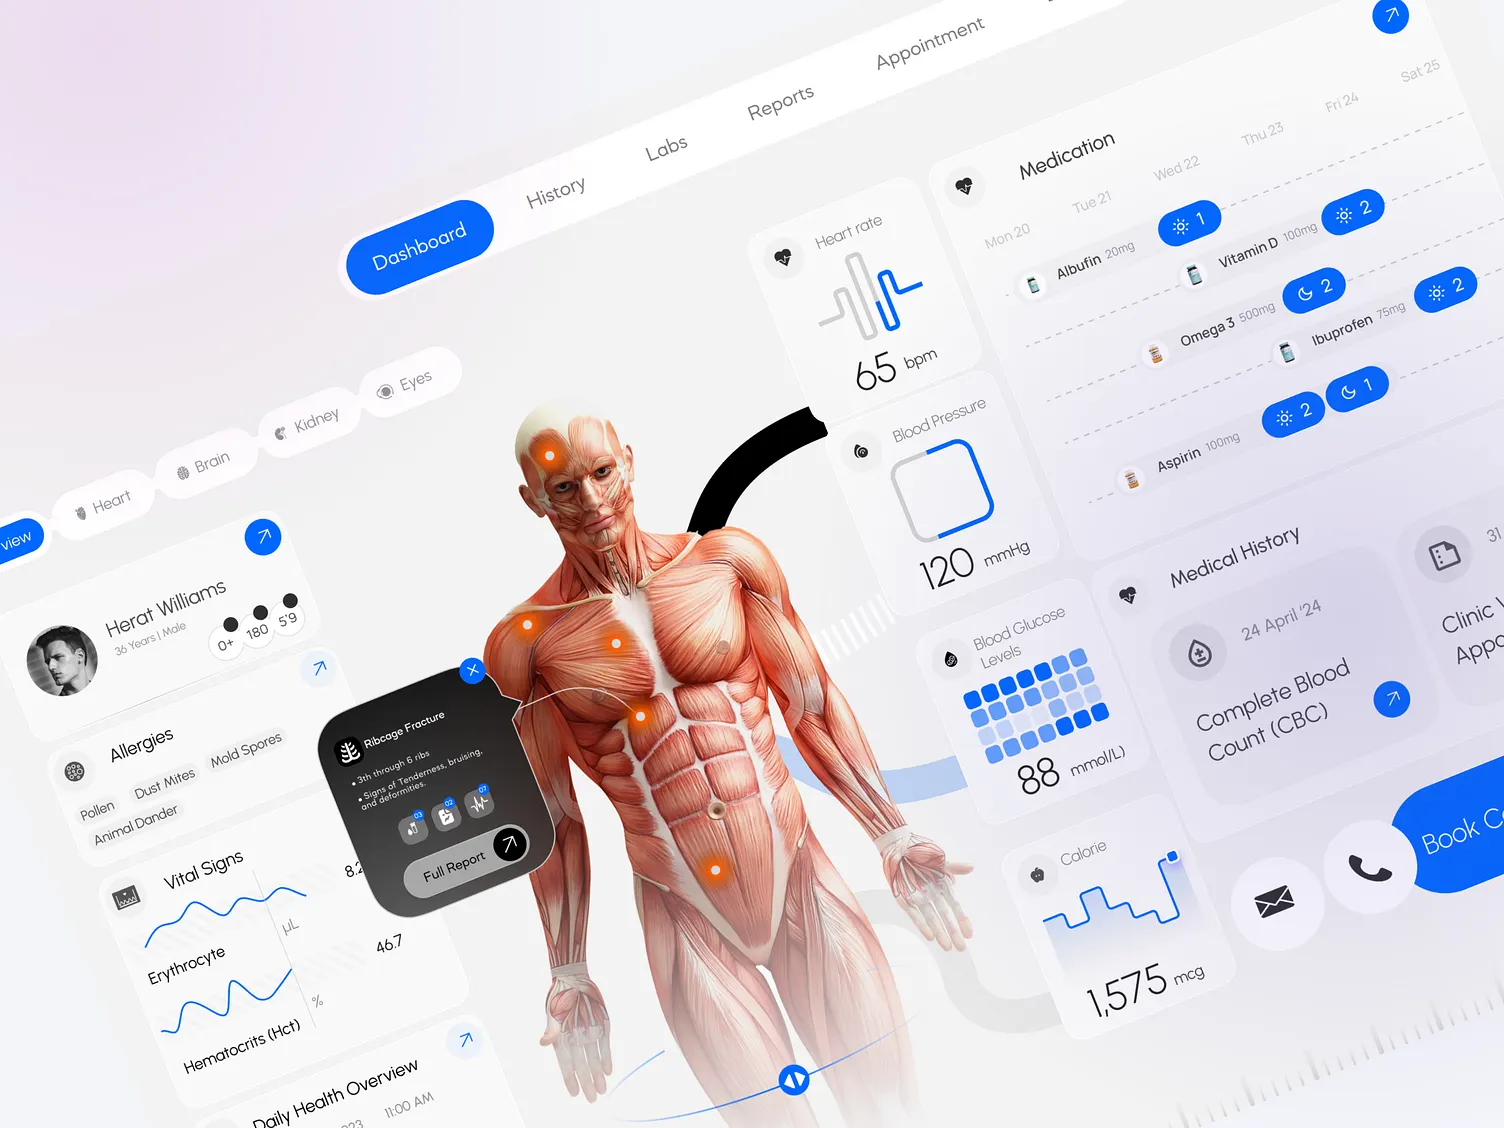 Dashboard
History
Labs
Reports
Appointment
view
Heart
Brain
Kidney
Eyes
Herat Williams
36 Years | Male
0+
180
5'9
Allergies
Pollen
Dust Mites
Mold Spores
Animal Dander
Vital Signs
8.2
μL
Erythrocyte
46.7
%
Hematocrits (Hct)
Daily Health Overview
023
11:00 AM
Ribcage Fracture
3th through 6 ribs
Signs of Tenderness, bruising,
and deformities.
03
02
07
Full Report
Heart rate
65 bpm
Blood Pressure
120 mmHg
Blood Glucose
Levels
88 mmol/L)
Calorie
1,575 mcg
Medication
Mon 20
Tue 21
Wed 22
Thu 23
Fri 24
Sat 25
Albufin 20mg
1
Vitamin D 100mg
2
Omega 3 500mg
2
Ibuprofen 75mg
2
Aspirin 100mg
2
1
Medical History
24 April '24
Complete Blood
Count (CBC)
31
Clinic
Appo
Book C